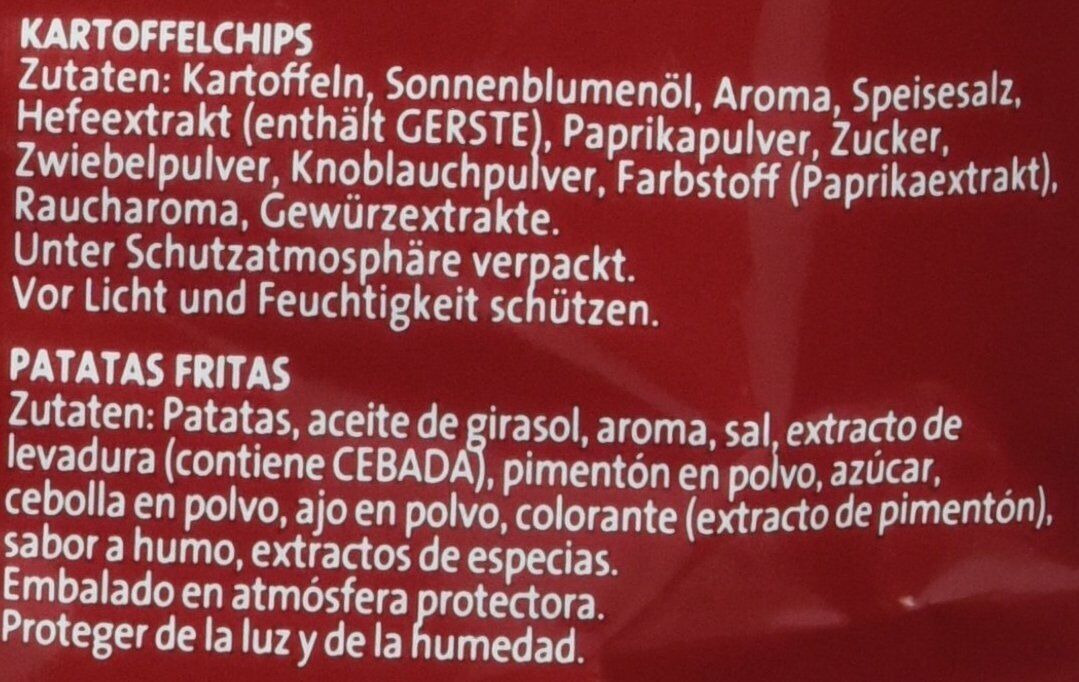 KARTOFFELCHIPS
Zutaten: Kartoffeln, Sonnenblumenöl, Aroma, Speisesalz,
Hefeextrakt (enthält GERSTE), Paprikapulver, Zucker,
Zwiebelpulver, Knoblauchpulver, Farbstoff (Paprikaextrakt),
Raucharoma, Gewürzextrakte.
Unter Schutzatmosphäre verpackt.
Vor Licht und Feuchtigkeit schützen.
PATATAS FRITAS
Zutaten: Patatas, aceite de girasol, aroma, sal, extracto de
levadura (contiene CEBADA), pimentón en polvo, azúcar,
cebolla en polvo, ajo en polvo, colorante (extracto de pimentón),
sabor a humo, extractos de especias.
Embalado en atmósfera protectora.
Proteger de la luz y de la humedad.